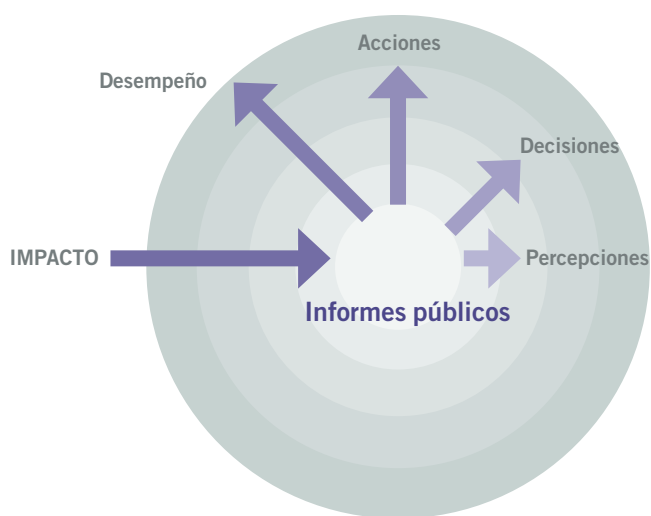 Acciones
Desempeño
Decisiones
IMPACTO
Percepciones
Informes públicos